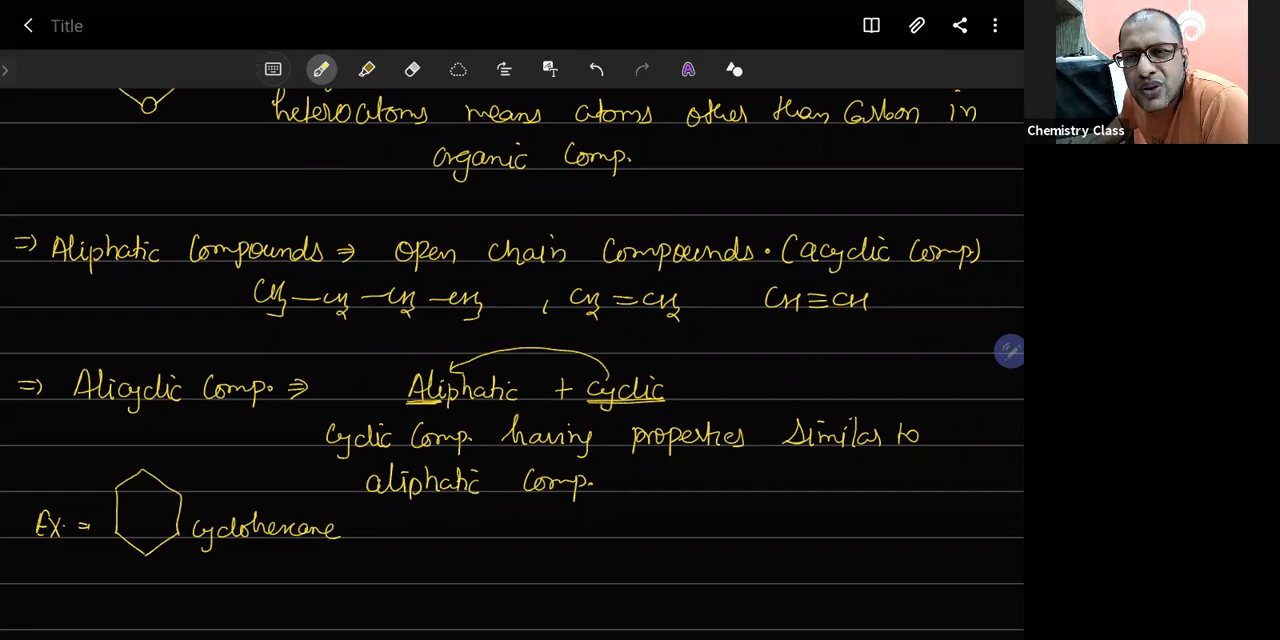 Title
Chemistry Class
O
heteroatoms means atoms other than Carbon in
organic Comp.
⇒ Aliphatic Compounds ⇒ Open chain Compounds. (acyclic Comp)
CH3—CH2—CH2—CH3 , CH2=CH2 CH≡CH
⇒ Alicyclic Comp. ⇒ Aliphatic + cyclic
Cyclic Comp. having properties similar to
aliphatic Comp.
Ex. = cyclohexane